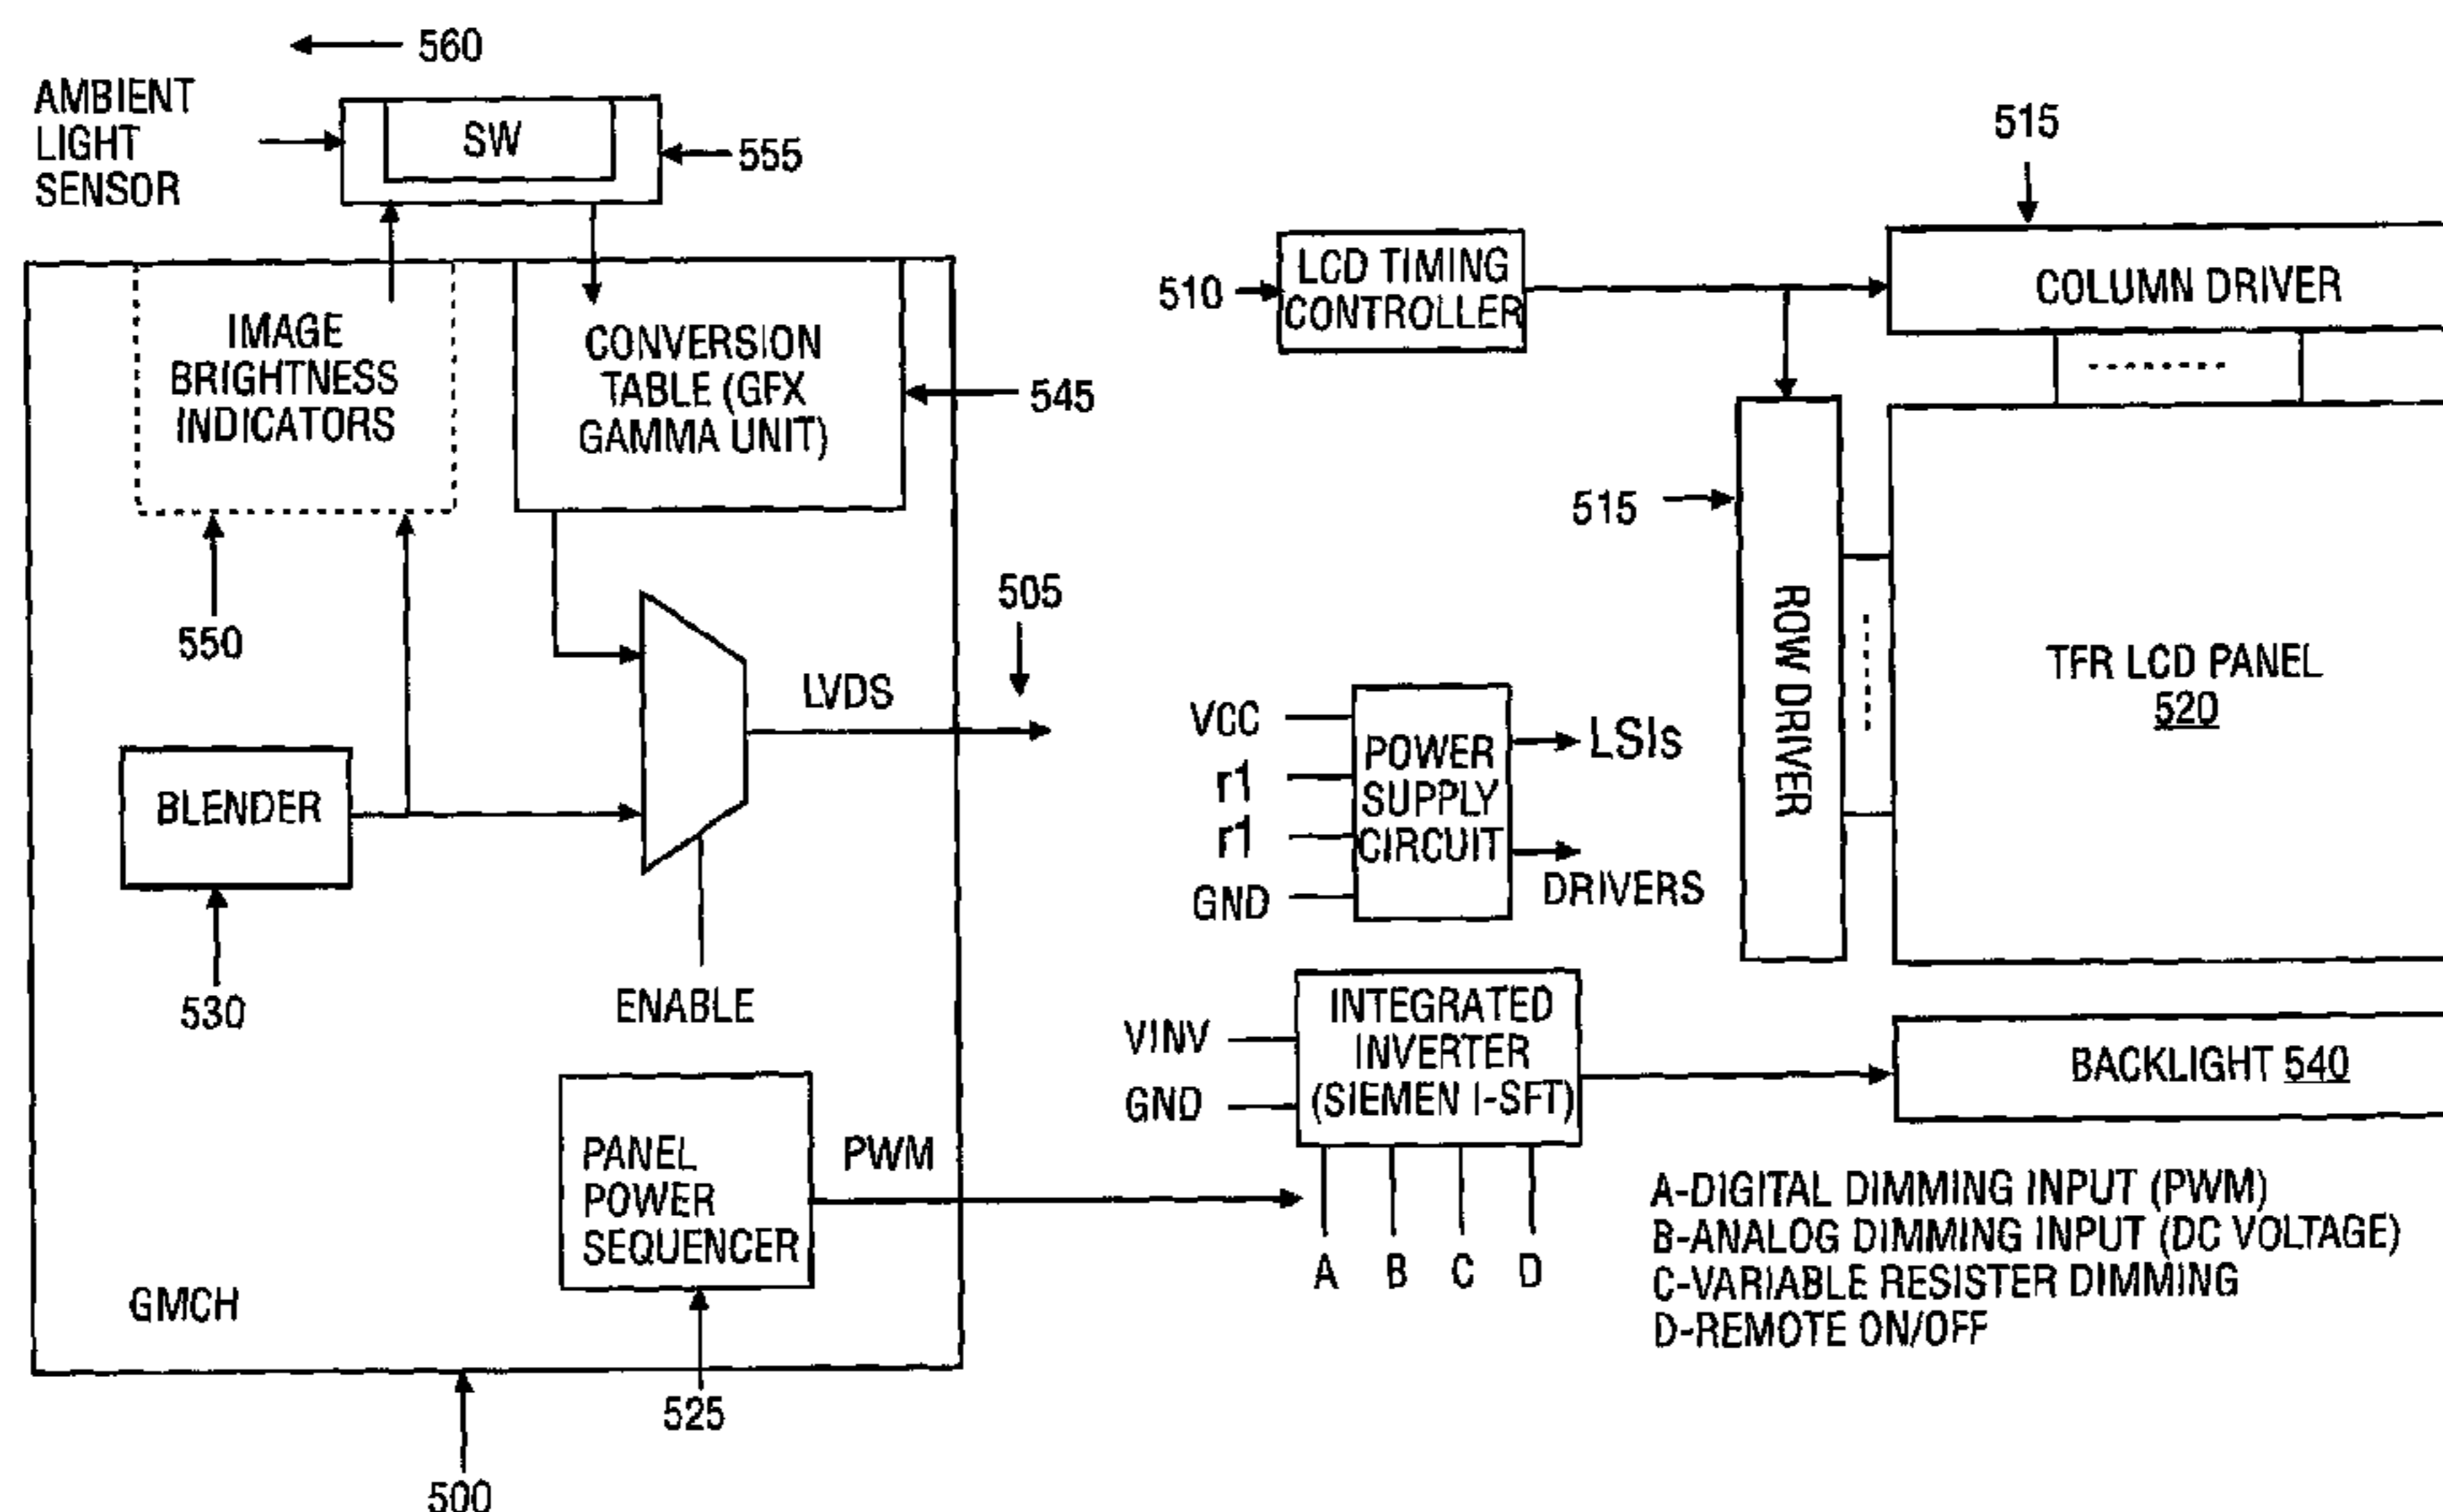 560
AMBIENT
LIGHT
SENSOR
SW
555
515
LCD TIMING
CONTROLLER
510
COLUMN DRIVER
IMAGE
BRIGHTNESS
INDICATORS
CONVERSION
TABLE (GFX
GAMMA UNIT)
545
515
ROW DRIVER
550
505
TFR LCD PANEL
520
LVDS
BLENDER
530
ENABLE
VCC
r1
r1
GND
POWER
SUPPLY
CIRCUIT
LSIs
DRIVERS
VINV
GND
INTEGRATED
INVERTER
(SIEMEN I-SFT)
BACKLIGHT 540
PANEL
POWER
SEQUENCER
PWM
A B C D
A-DIGITAL DIMMING INPUT (PWM)
B-ANALOG DIMMING INPUT (DC VOLTAGE)
C-VARIABLE RESISTER DIMMING
D-REMOTE ON/OFF
GMCH
525
500